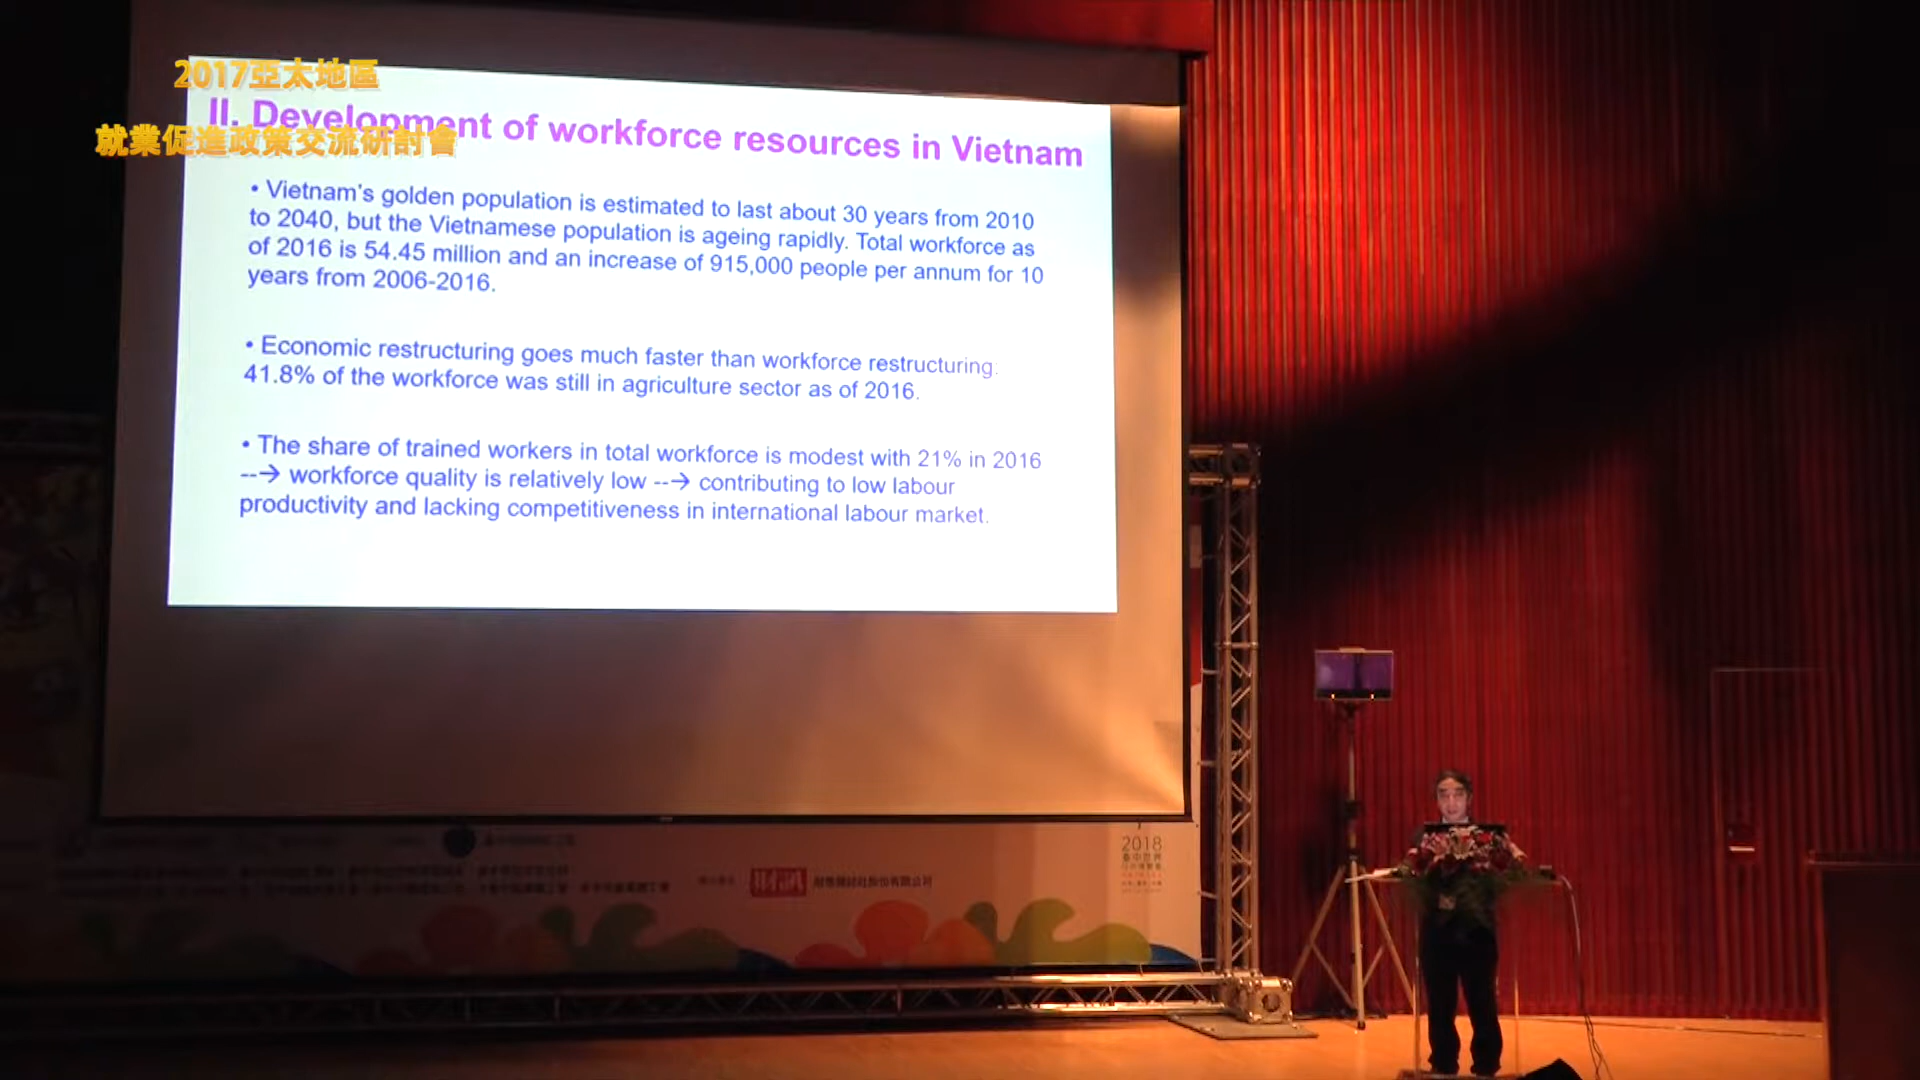 2017亞太地區
就業促進政策交流研討會
II. Development of workforce resources in Vietnam
• Vietnam's golden population is estimated to last about 30 years from 2010
to 2040, but the Vietnamese population is ageing rapidly. Total workforce as
of 2016 is 54.45 million and an increase of 915,000 people per annum for 10
years from 2006-2016.
• Economic restructuring goes much faster than workforce restructuring:
41.8% of the workforce was still in agriculture sector as of 2016.
• The share of trained workers in total workforce is modest with 21% in 2016
--→ workforce quality is relatively low --→ contributing to low labour
productivity and lacking competitiveness in international labour market.
2018
財訊